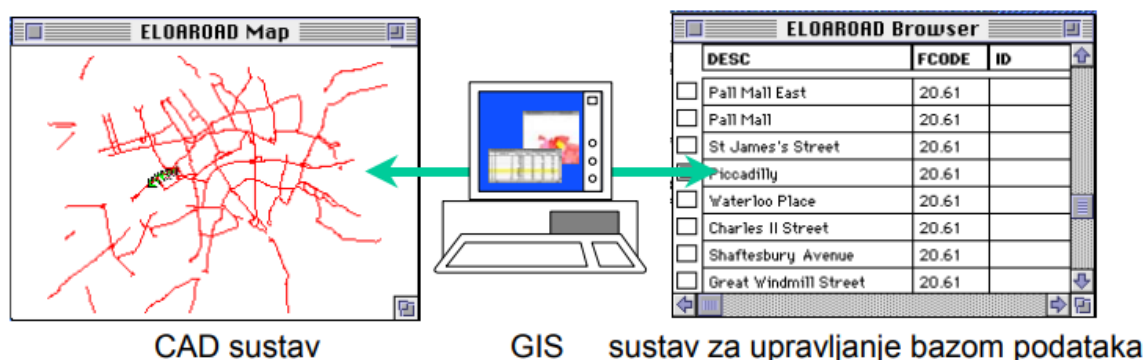 ELOAROAD Map
ELOAROAD Browser
DESC FCODE ID
Pall Mall East 20.61
Pall Mall 20.61
St James's Street 20.61
Piccadilly 20.61
Waterloo Place 20.61
Charles II Street 20.61
Shaftesbury Avenue 20.61
Great Windmill Street 20.61
CAD sustav GIS sustav za upravljanje bazom podataka